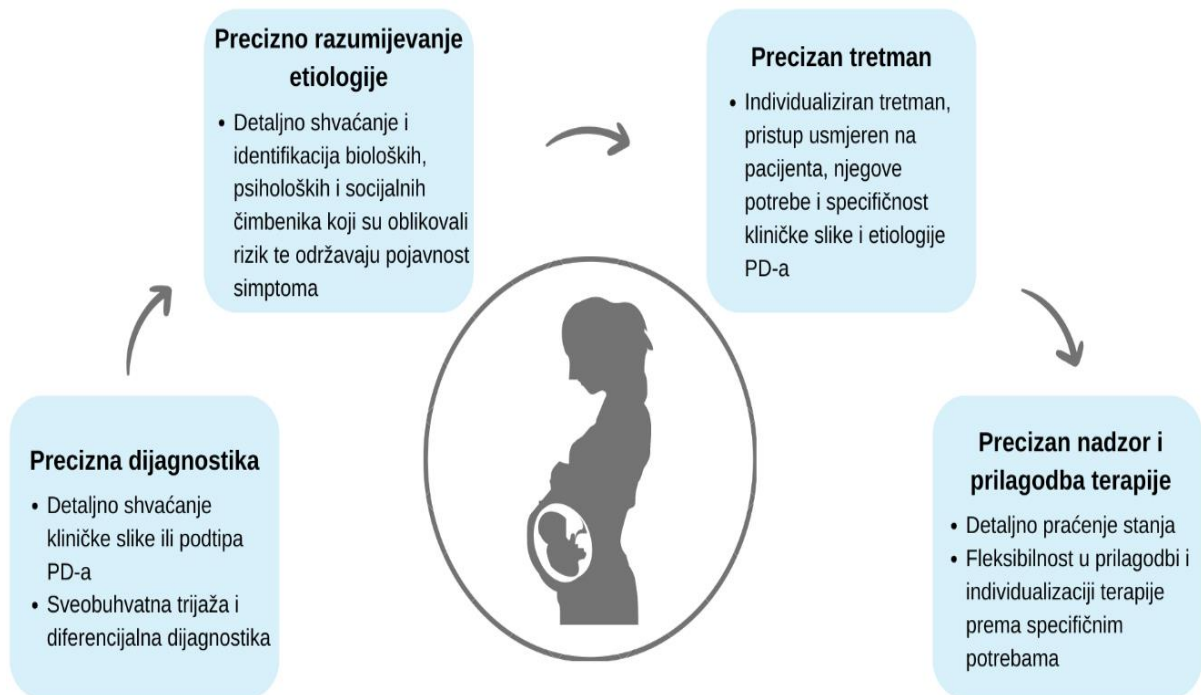 Precizna dijagnostika
• Detaljno shvaćanje
kliničke slike ili podtipa
PD-a
• Sveobuhvatna trijaža i
diferencijalna dijagnostika
Precizno razumijevanje
etiologije
• Detaljno shvaćanje i
identifikacija bioloških,
psiholoških i socijalnih
čimbenika koji su oblikovali
rizik te održavaju pojavnost
simptoma
Precizan tretman
• Individualiziran tretman,
pristup usmjeren na
pacijenta, njegove
potrebe i specifičnost
kliničke slike i etiologije
PD-a
Precizan nadzor i
prilagodba terapije
• Detaljno praćenje stanja
• Fleksibilnost u prilagodbi i
individualizaciji terapije
prema specifičnim
potrebama